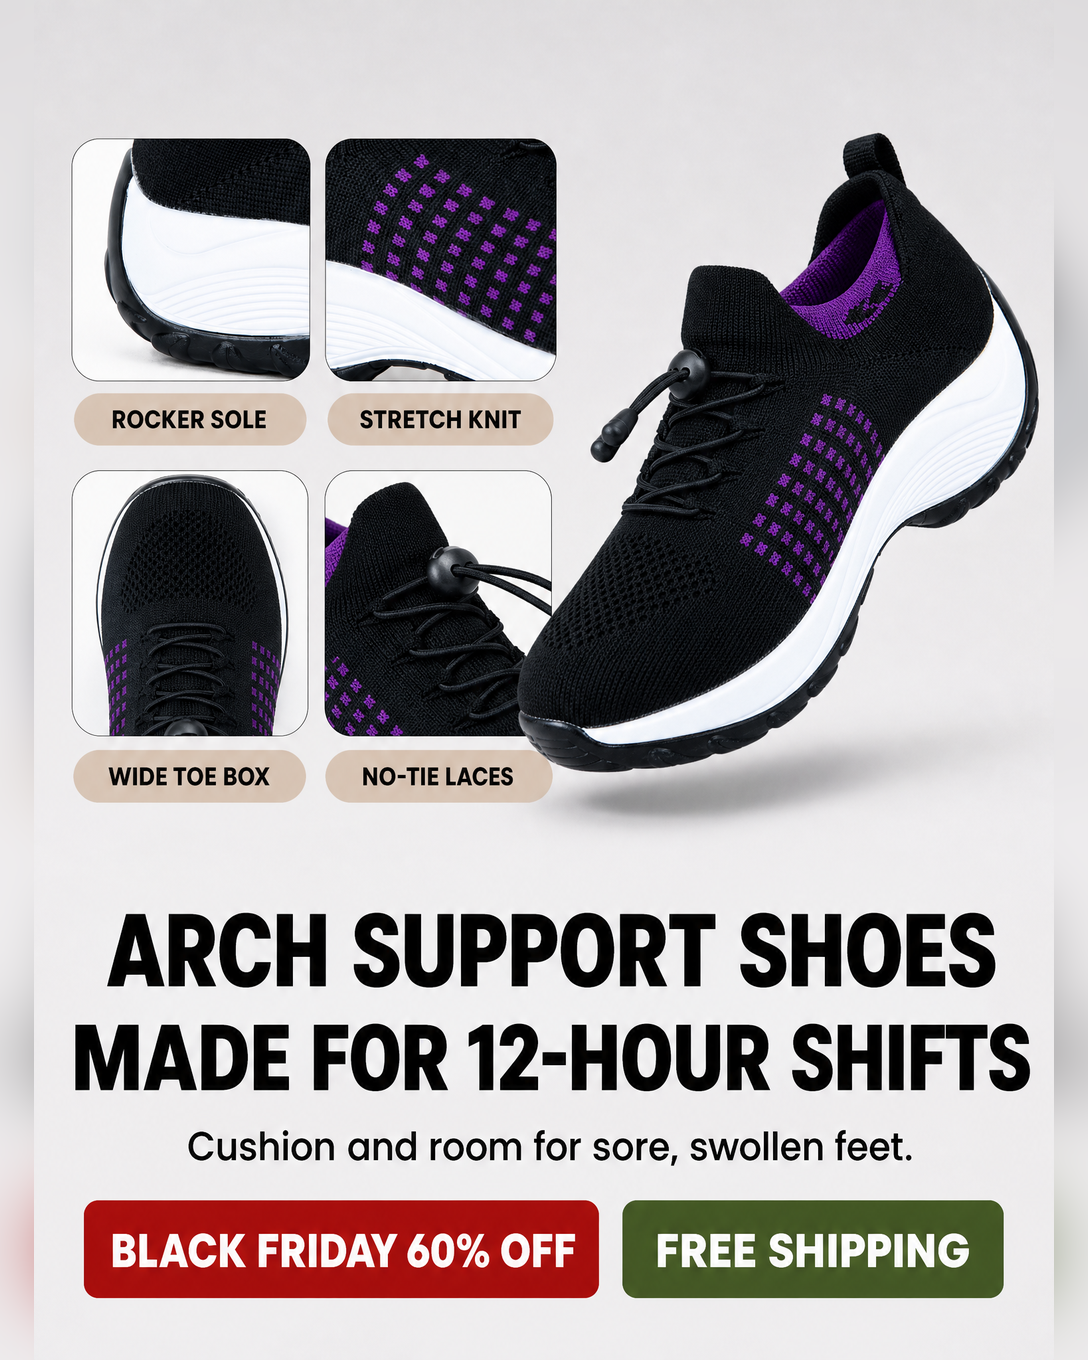 ROCKER SOLE
STRETCH KNIT
WIDE TOE BOX
NO-TIE LACES
ARCH SUPPORT SHOES
MADE FOR 12-HOUR SHIFTS
Cushion and room for sore, swollen feet.
BLACK FRIDAY 60% OFF
FREE SHIPPING